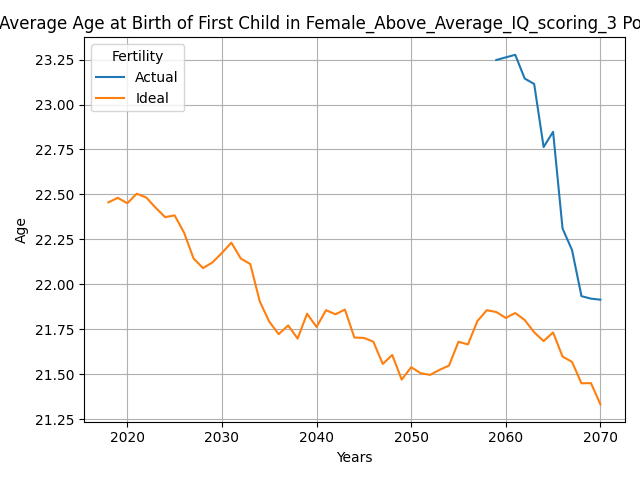 Average Age at Birth of First Child in Female_Above_Average_IQ_scoring_3 Po
Fertility
Actual
Ideal
23.25
23.00
22.75
22.50
22.25
22.00
21.75
21.50
21.25
Age
2020 2030 2040 2050 2060 2070
Years